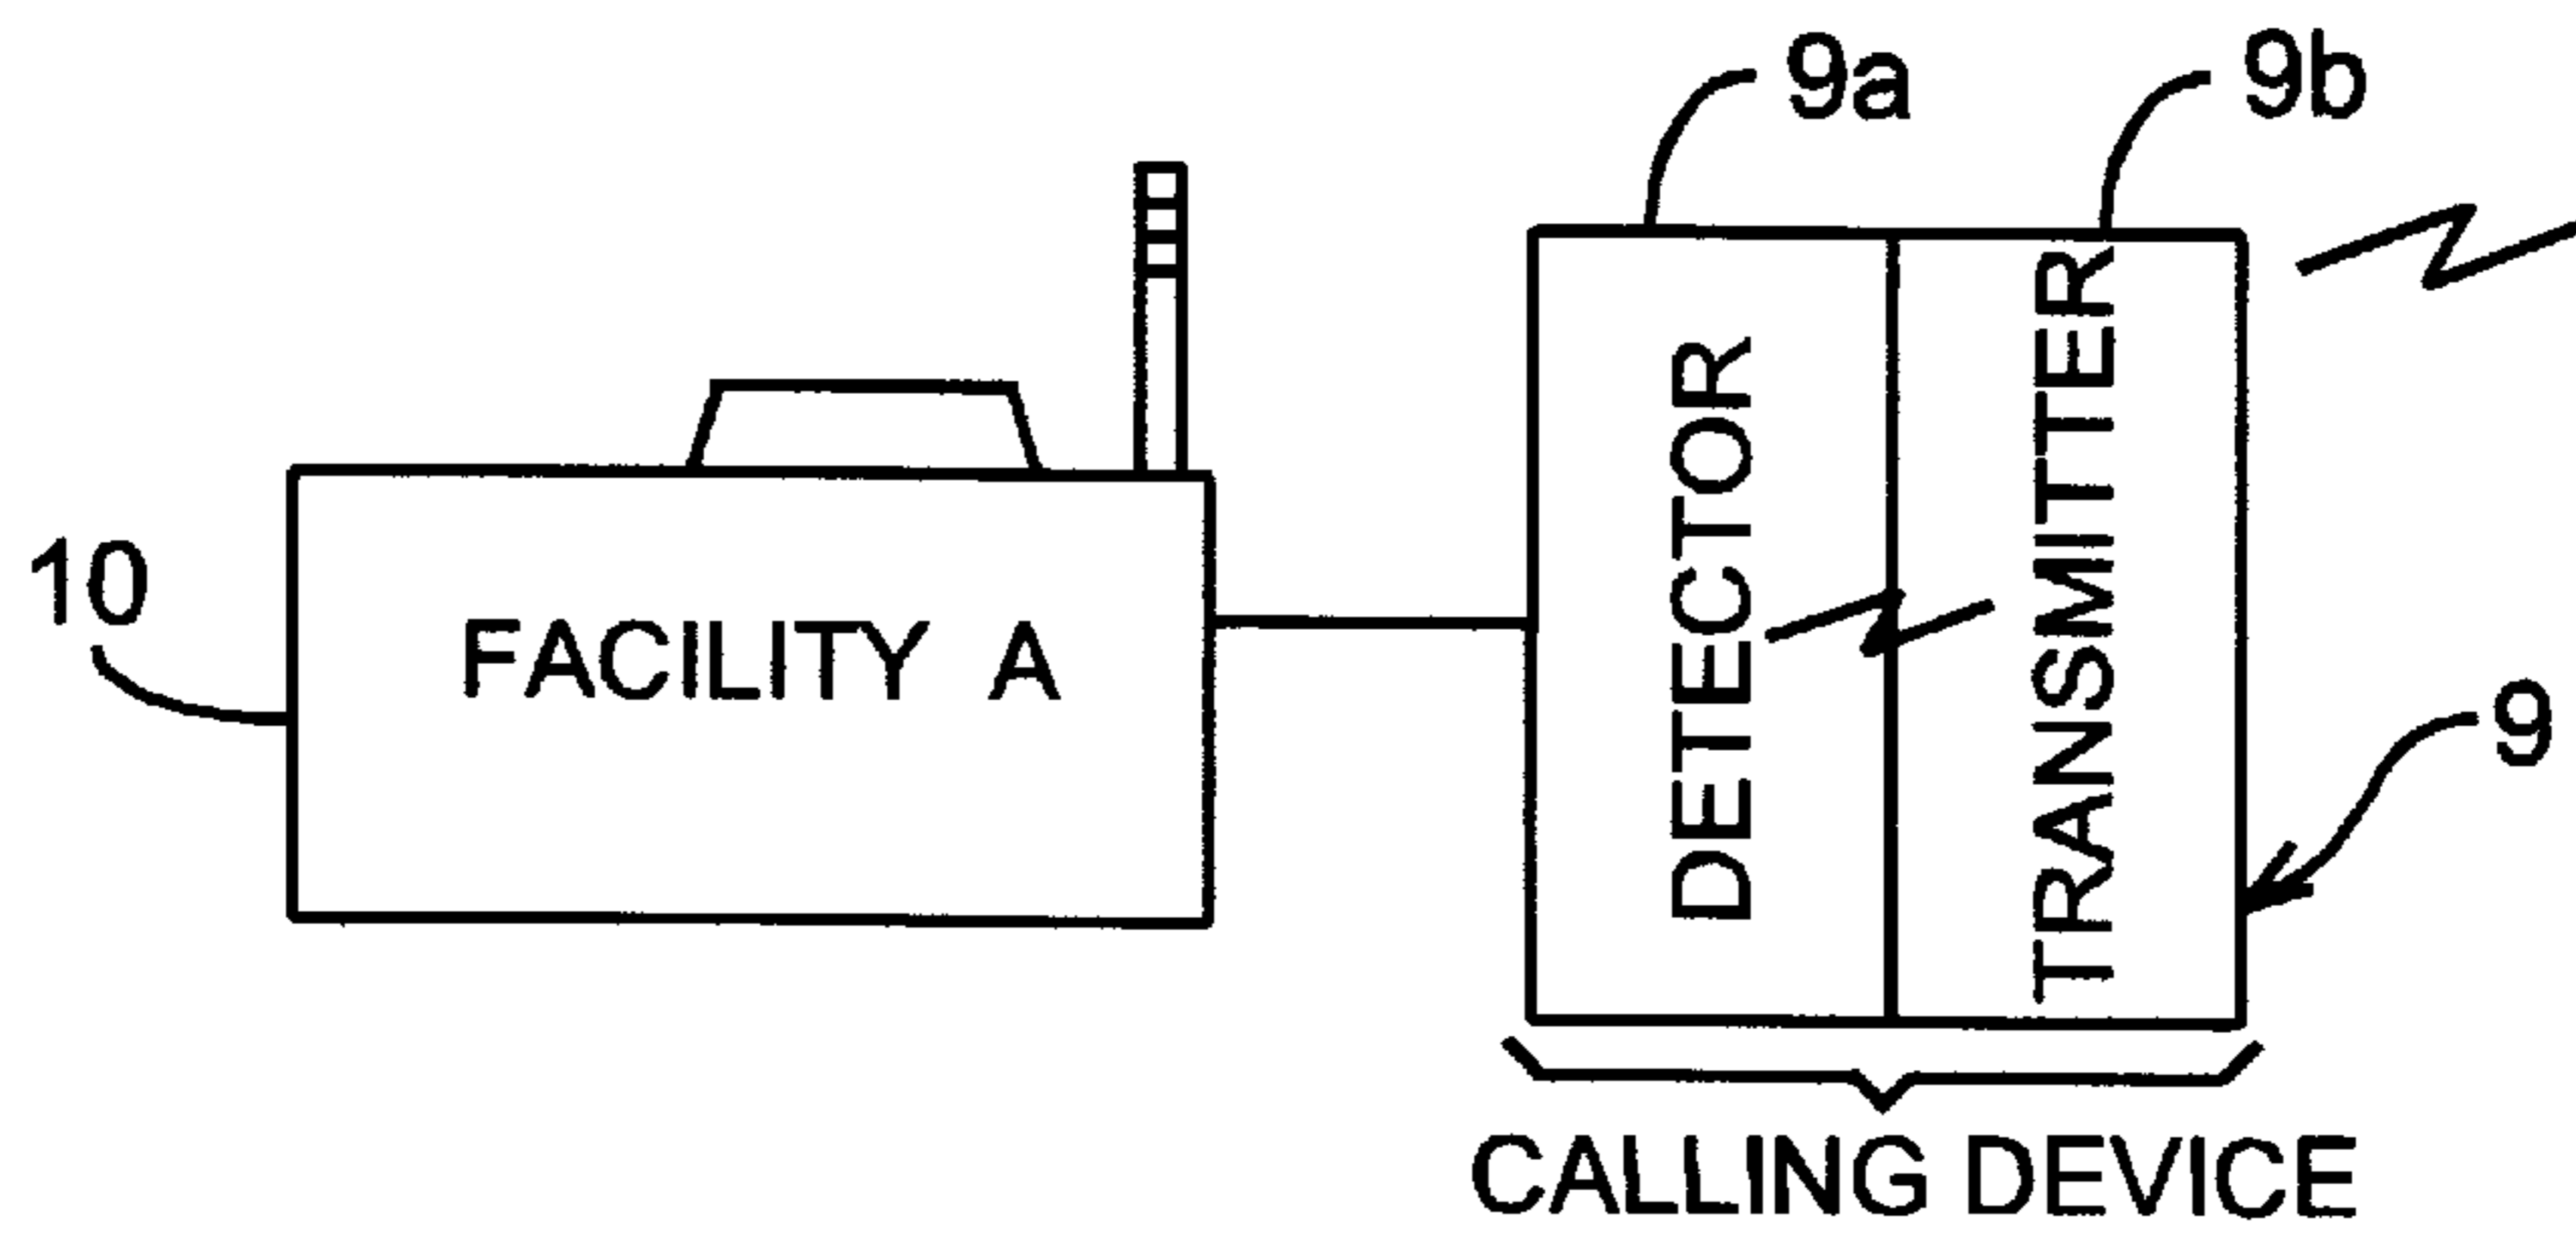 9a
9b
10
FACILITY A
DETECTOR
TRANSMITTER
9
CALLING DEVICE